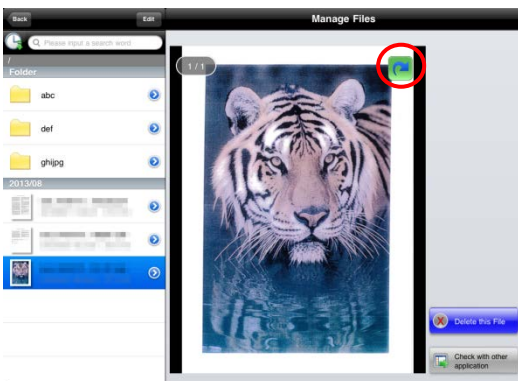 Back
Edit
Manage Files
Please input a search word
/
Folder
1 / 1
abc
def
ghijpg
2013/08
Delete this File
Check with other
application